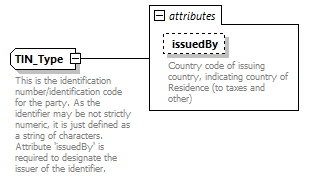 attributes
issuedBy
Country code of issuing
country, indicating country of
Residence (to taxes and
other)
TIN_Type
This is the identification
number/identification code
for the party. As the
identifier may be not strictly
numeric, it is just defined as
a string of characters.
Attribute 'issuedBy' is
required to designate the
issuer of the identifier.